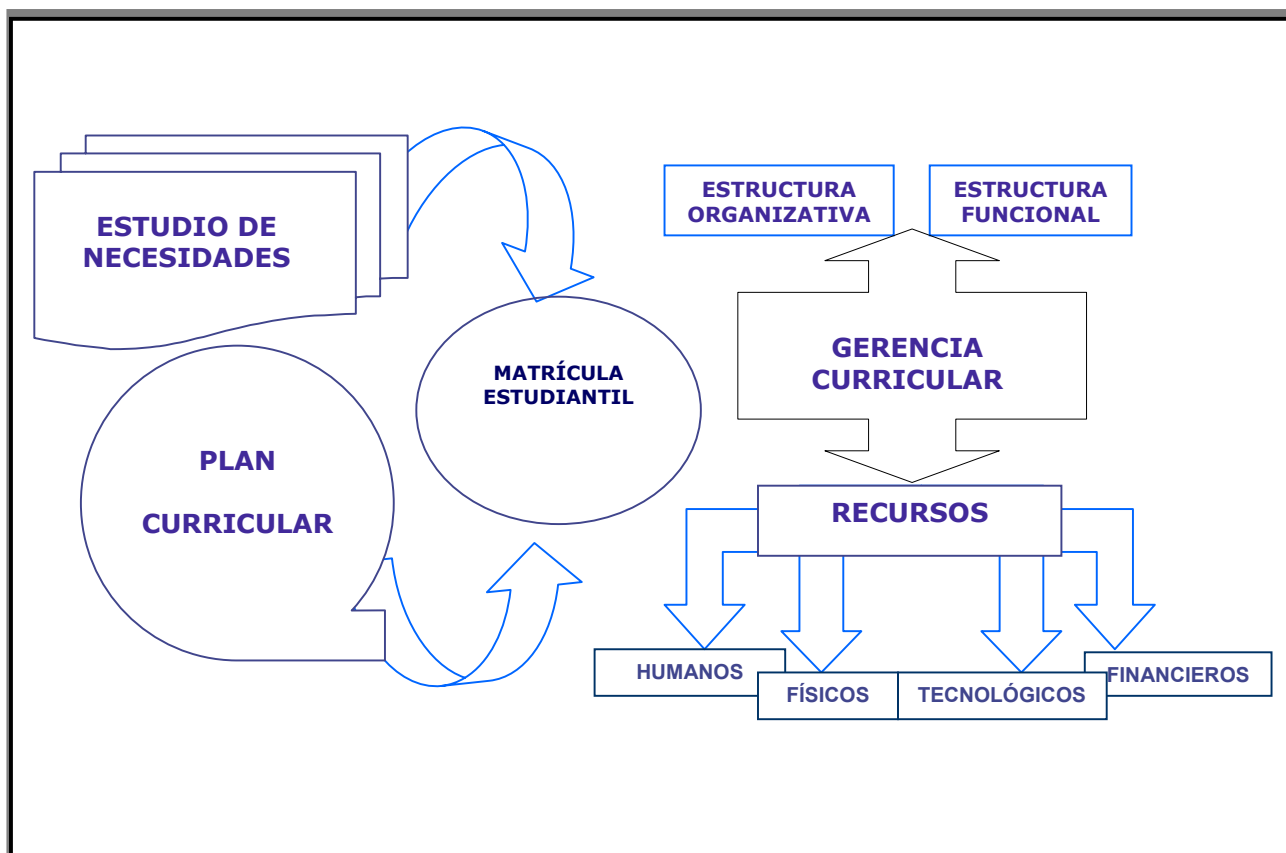 ESTUDIO DE
NECESIDADES
PLAN
CURRICULAR
MATRÍCULA
ESTUDIANTIL
ESTRUCTURA
ORGANIZATIVA
ESTRUCTURA
FUNCIONAL
GERENCIA
CURRICULAR
RECURSOS
HUMANOS
FÍSICOS
TECNOLÓGICOS
FINANCIEROS